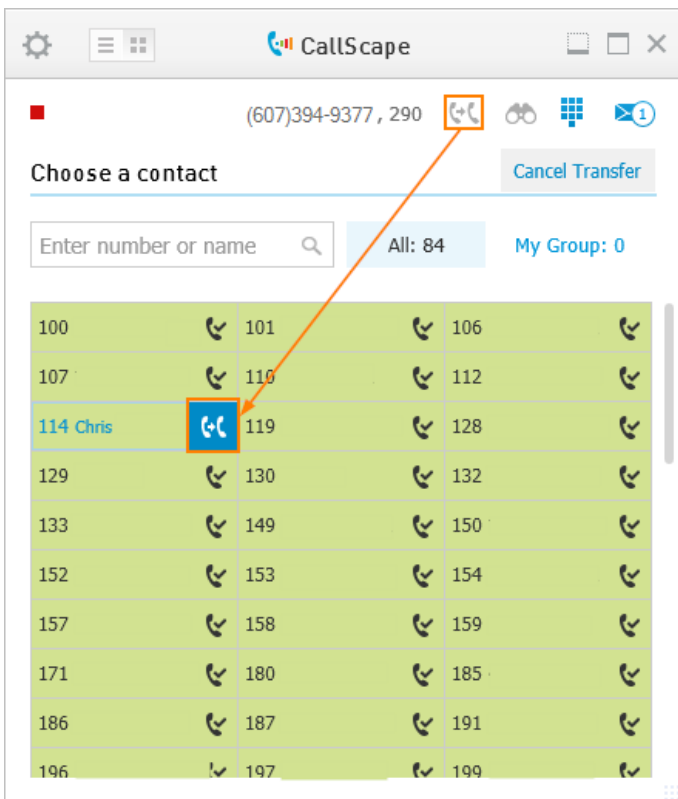 CallScape
(607)394-9377, 290
1
Choose a contact
Cancel Transfer
Enter number or name
All: 84
My Group: 0
100 101 106
107 110 112
114 Chris 119 128
129 130 132
133 149 150
152 153 154
157 158 159
171 180 185
186 187 191
196 197 199